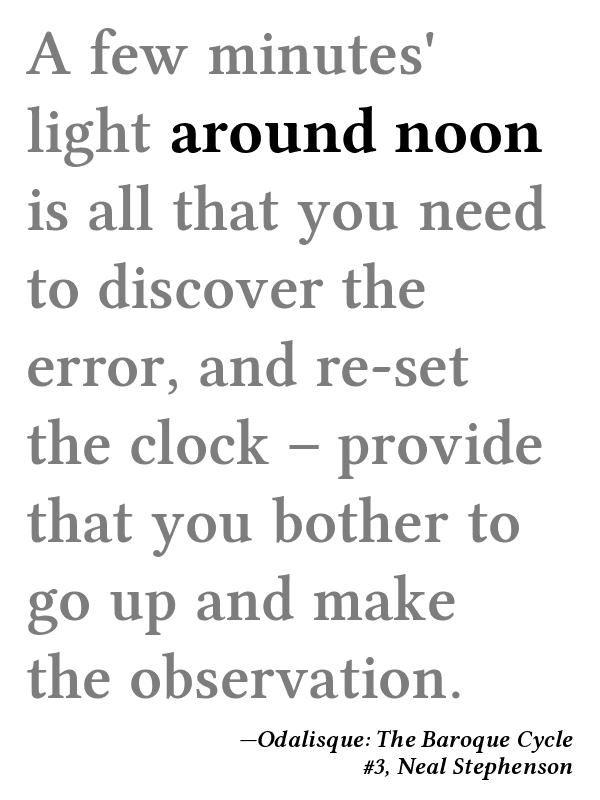 A few minutes'
light around noon
is all that you need
to discover the
error, and re-set
the clock – provide
that you bother to
go up and make
the observation.
—Odalisque: The Baroque Cycle
#3, Neal Stephenson